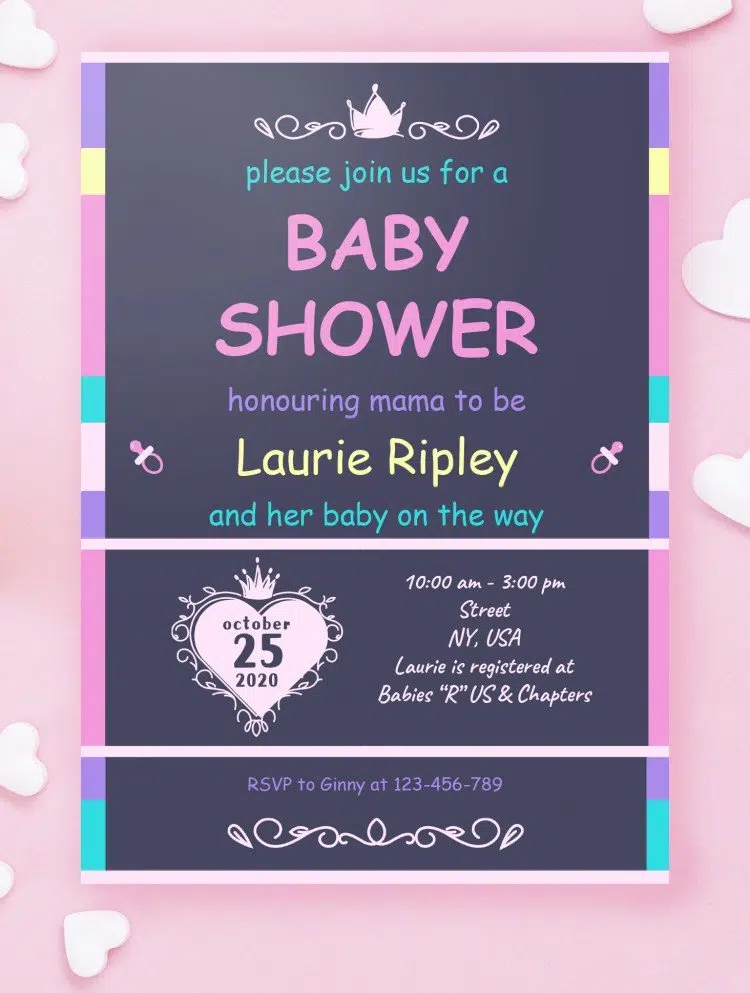 please join us for a
BABY
SHOWER
honouring mama to be
Laurie Ripley
and her baby on the way
october
25
2020
10:00 am - 3:00 pm
Street
NY, USA
Laurie is registered at
Babies “R” US & Chapters
RSVP to Ginny at 123-456-789